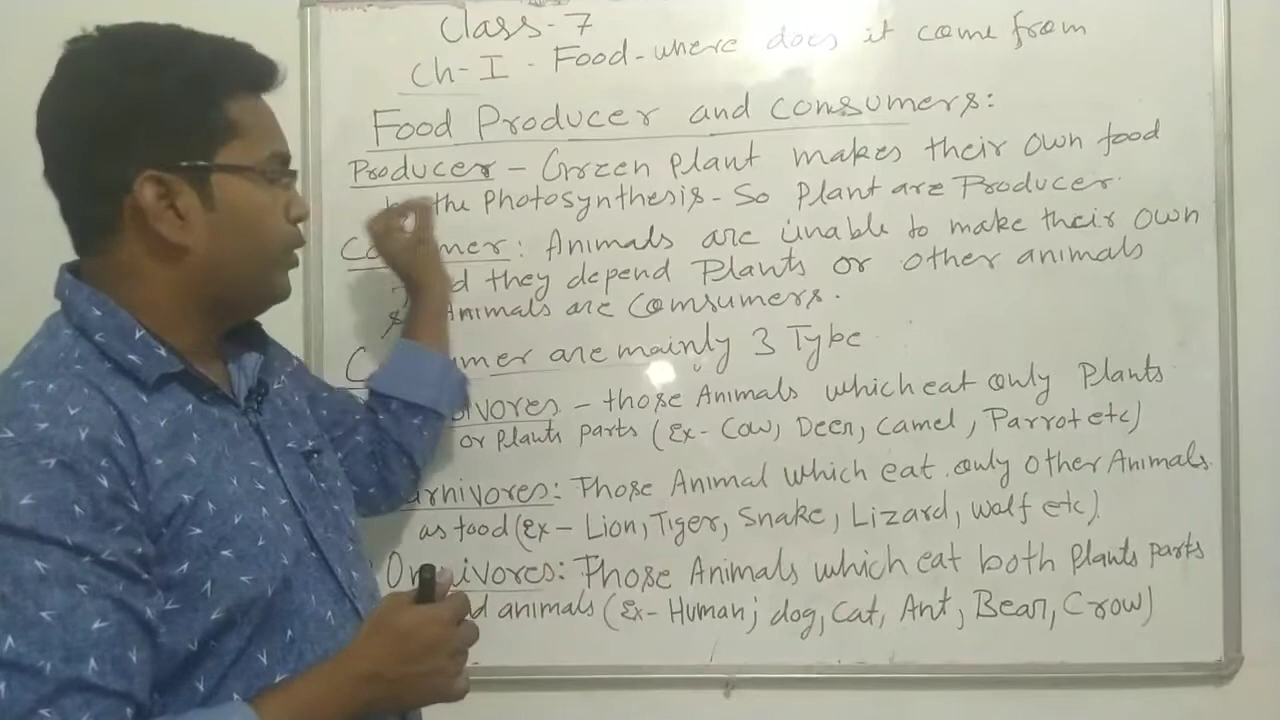 Class-7
Ch-I - Food-where does it come from
Food Producer and consumers:
Producer - Green plant makes their own food
the Photosynthesis - So Plant are Producer.
Animals are unable to make their own
they depend Plants or other animals
Animals are comsumers.
are mainly 3 Type
- those Animals which eat only Plants
or plants parts (Ex- Cow, Deer, Camel, Parrot etc)
Carnivores: Those Animal which eat only other Animals
as food (Ex- Lion, Tiger, Snake, Lizard, Wolf etc)
Omnivores: Those Animals which eat both plants parts
animals (Ex- Human; dog, Cat, Ant, Bear, Crow)